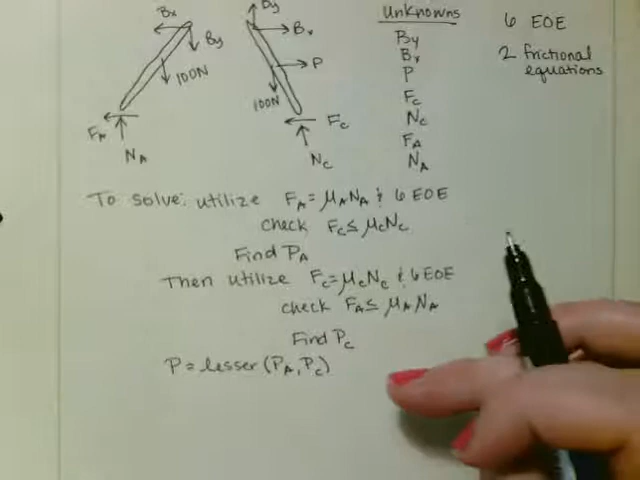 Bx
By
100N
FA
NA
By
Bx
P
100N
Fc
Nc
Unknowns
By
Bx
P
Fc
Nc
FA
NA
6 EOE
2 frictional
equations
To solve: utilize FA = μANA & 6 EOE
check Fc ≤ μcNc
Find PA
Then utilize Fc = μcNc & 6 EOE
check FA ≤ μANA
Find Pc
P = lesser (PA, Pc)